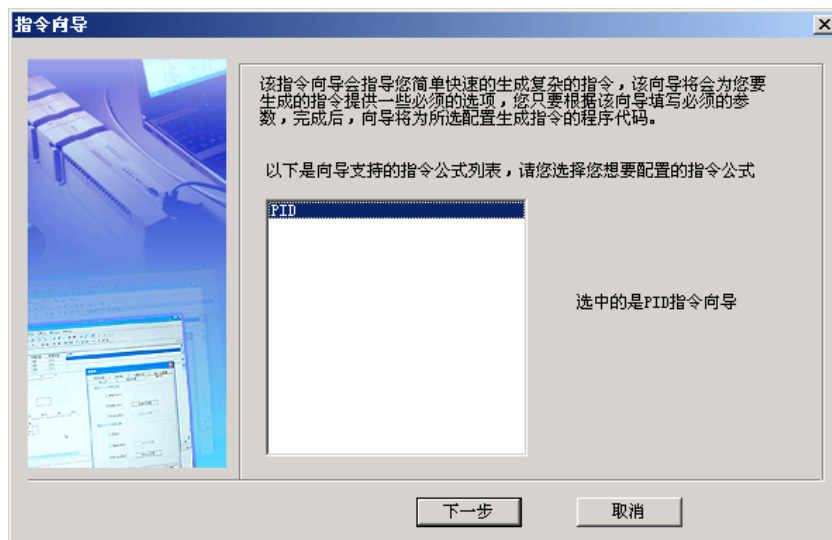 指令向导
该指令向导会指导您简单快速的生成复杂的指令，该向导将会为您要
生成的指令提供一些必须的选项，您只要根据该向导填写必须的参
数，完成后，向导将为所选配置生成指令的程序代码。
以下是向导支持的指令公式列表，请您选择您想要配置的指令公式
PID
选中的是PID指令向导
下一步
取消